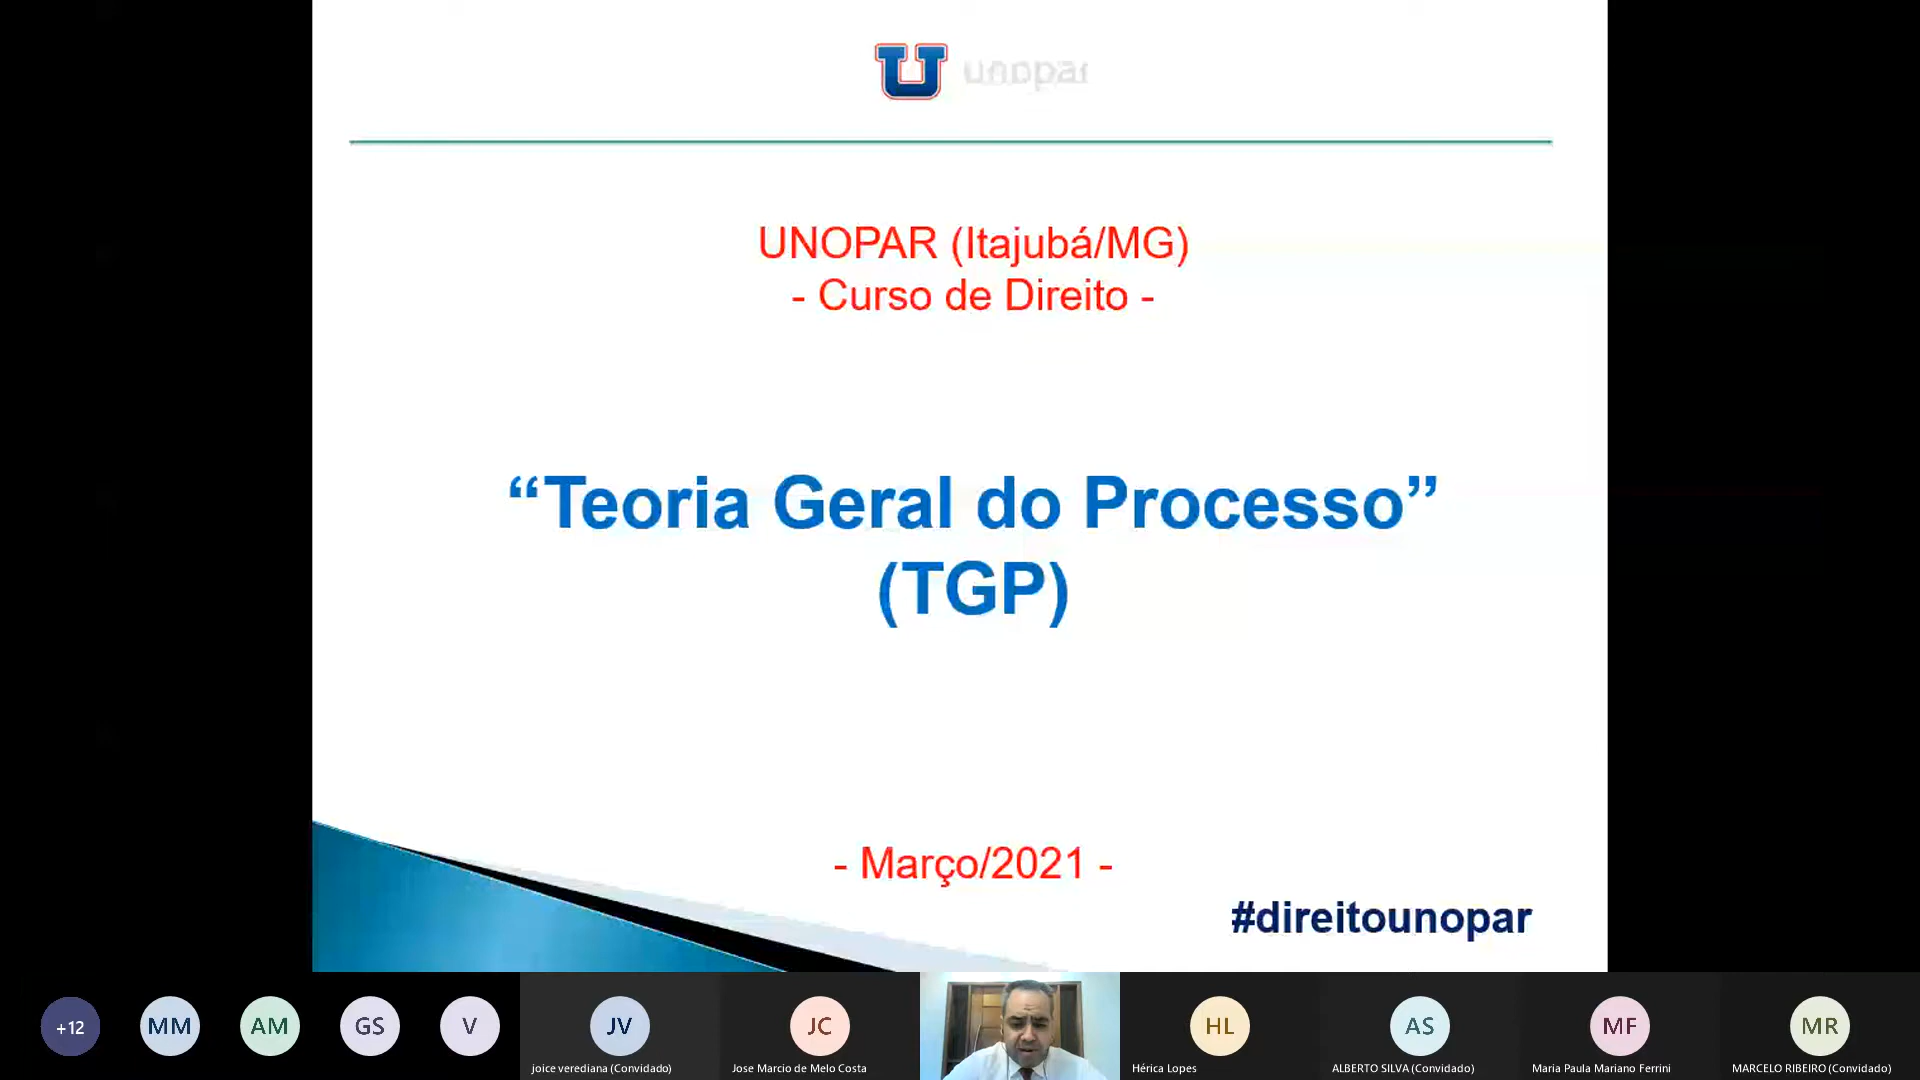 unopar
UNOPAR (Itajubá/MG)
- Curso de Direito -
“Teoria Geral do Processo”
(TGP)
- Março/2021 -
#direitounopar
+12
MM
AM
GS
V
JV
JC
HL
AS
MF
MR
joice verediana (Convidado)
Jose Marcio de Melo Costa
Hérica Lopes
ALBERTO SILVA (Convidado)
Maria Paula Mariano Ferrini
MARCELO RIBEIRO (Convidado)